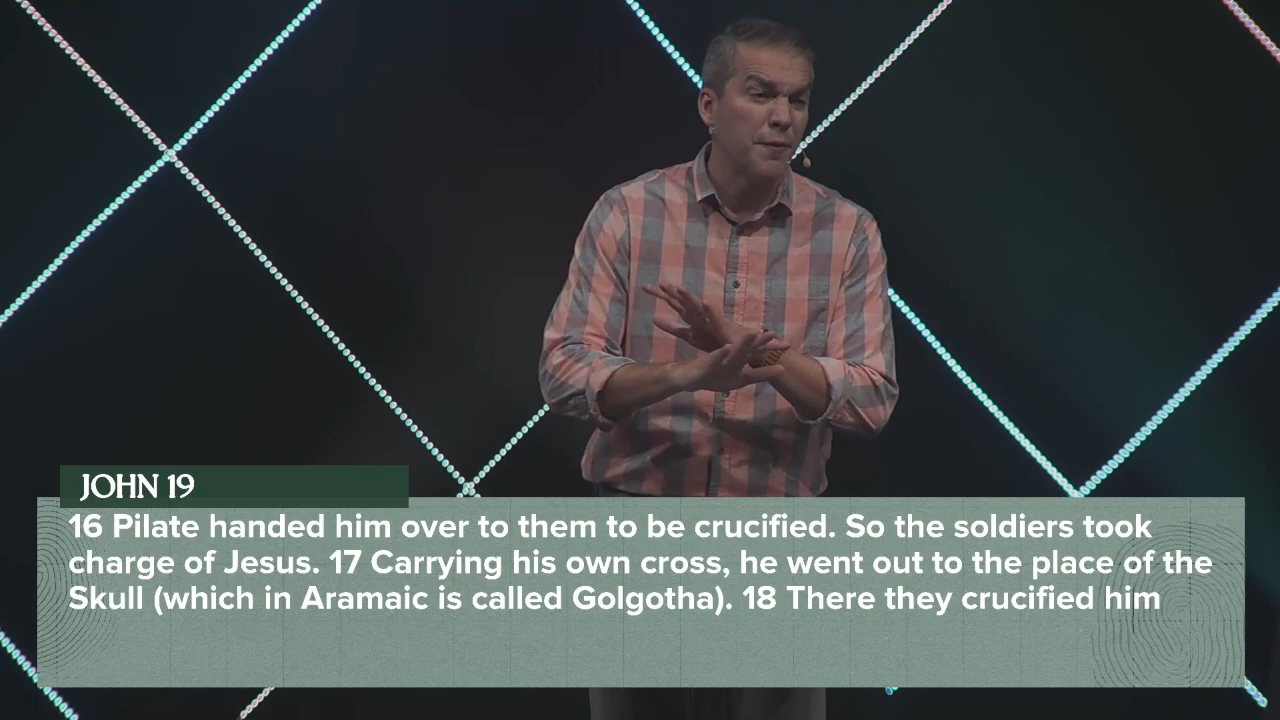 JOHN 19
16 Pilate handed him over to them to be crucified. So the soldiers took
charge of Jesus. 17 Carrying his own cross, he went out to the place of the
Skull (which in Aramaic is called Golgotha). 18 There they crucified him